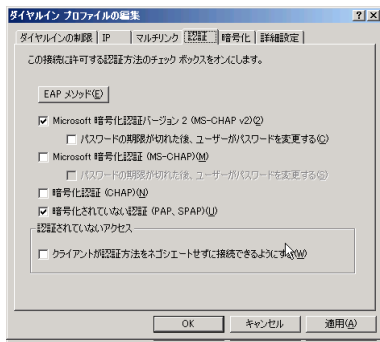 ダイヤルイン プロファイルの編集
ダイヤルインの制限 IP マルチリンク 認証 暗号化 詳細設定
この接続に許可する認証方法のチェック ボックスをオンにします。
EAP メソッド(E)
Microsoft 暗号化認証バージョン 2 (MS-CHAP v2)(2)
パスワードの期限が切れた後、ユーザーがパスワードを変更する(C)
Microsoft 暗号化認証 (MS-CHAP)(M)
パスワードの期限が切れた後、ユーザーがパスワードを変更する(G)
暗号化認証 (CHAP)(N)
暗号化されていない認証 (PAP、SPAP)(U)
認証されていないアクセス
クライアントが認証方法をネゴシエートせずに接続できるようにする(W)
OK キャンセル 適用(A)